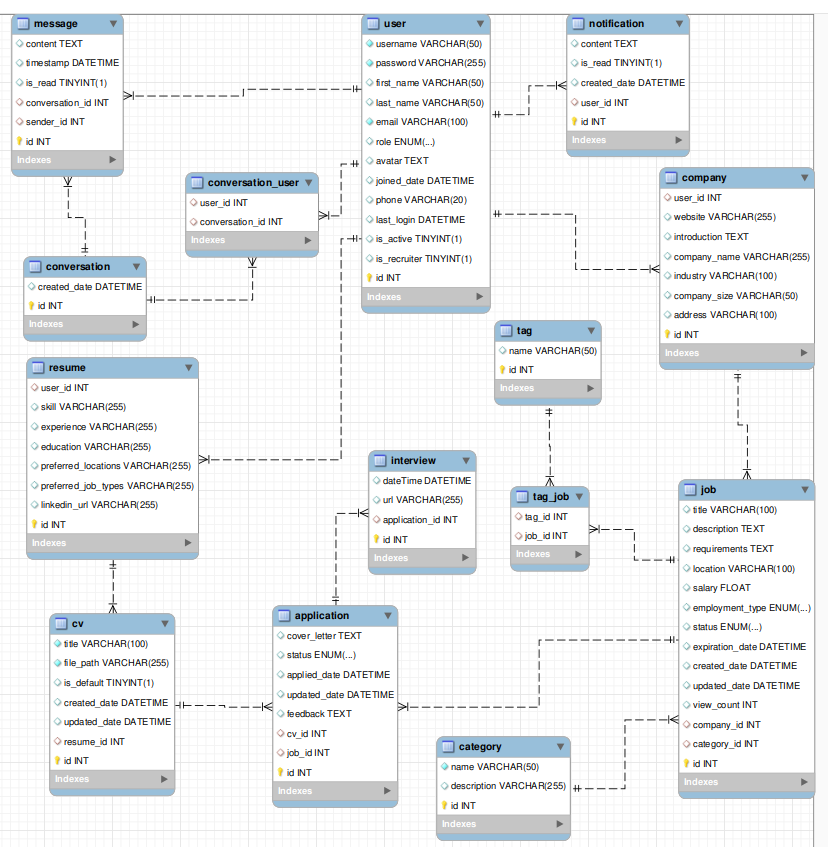 message
content TEXT
timestamp DATETIME
is_read TINYINT(1)
conversation_id INT
sender_id INT
id INT
Indexes
user
username VARCHAR(50)
password VARCHAR(255)
first_name VARCHAR(50)
last_name VARCHAR(50)
email VARCHAR(100)
role ENUM(...)
avatar TEXT
joined_date DATETIME
phone VARCHAR(20)
last_login DATETIME
is_active TINYINT(1)
is_recruiter TINYINT(1)
id INT
Indexes
notification
content TEXT
is_read TINYINT(1)
created_date DATETIME
user_id INT
id INT
Indexes
conversation_user
user_id INT
conversation_id INT
Indexes
company
user_id INT
website VARCHAR(255)
introduction TEXT
company_name VARCHAR(255)
industry VARCHAR(100)
company_size VARCHAR(50)
address VARCHAR(100)
id INT
Indexes
conversation
created_date DATETIME
id INT
Indexes
tag
name VARCHAR(50)
id INT
Indexes
resume
user_id INT
skill VARCHAR(255)
experience VARCHAR(255)
education VARCHAR(255)
preferred_locations VARCHAR(255)
preferred_job_types VARCHAR(255)
linkedin_url VARCHAR(255)
id INT
Indexes
interview
dateTime DATETIME
url VARCHAR(255)
application_id INT
id INT
Indexes
tag_job
tag_id INT
job_id INT
Indexes
job
title VARCHAR(100)
description TEXT
requirements TEXT
location VARCHAR(100)
salary FLOAT
employment_type ENUM(...)
status ENUM(...)
expiration_date DATETIME
created_date DATETIME
updated_date DATETIME
view_count INT
company_id INT
category_id INT
id INT
Indexes
cv
title VARCHAR(100)
file_path VARCHAR(255)
is_default TINYINT(1)
created_date DATETIME
updated_date DATETIME
resume_id INT
id INT
Indexes
application
cover_letter TEXT
status ENUM(...)
applied_date DATETIME
updated_date DATETIME
feedback TEXT
cv_id INT
job_id INT
id INT
Indexes
category
name VARCHAR(50)
description VARCHAR(255)
id INT
Indexes